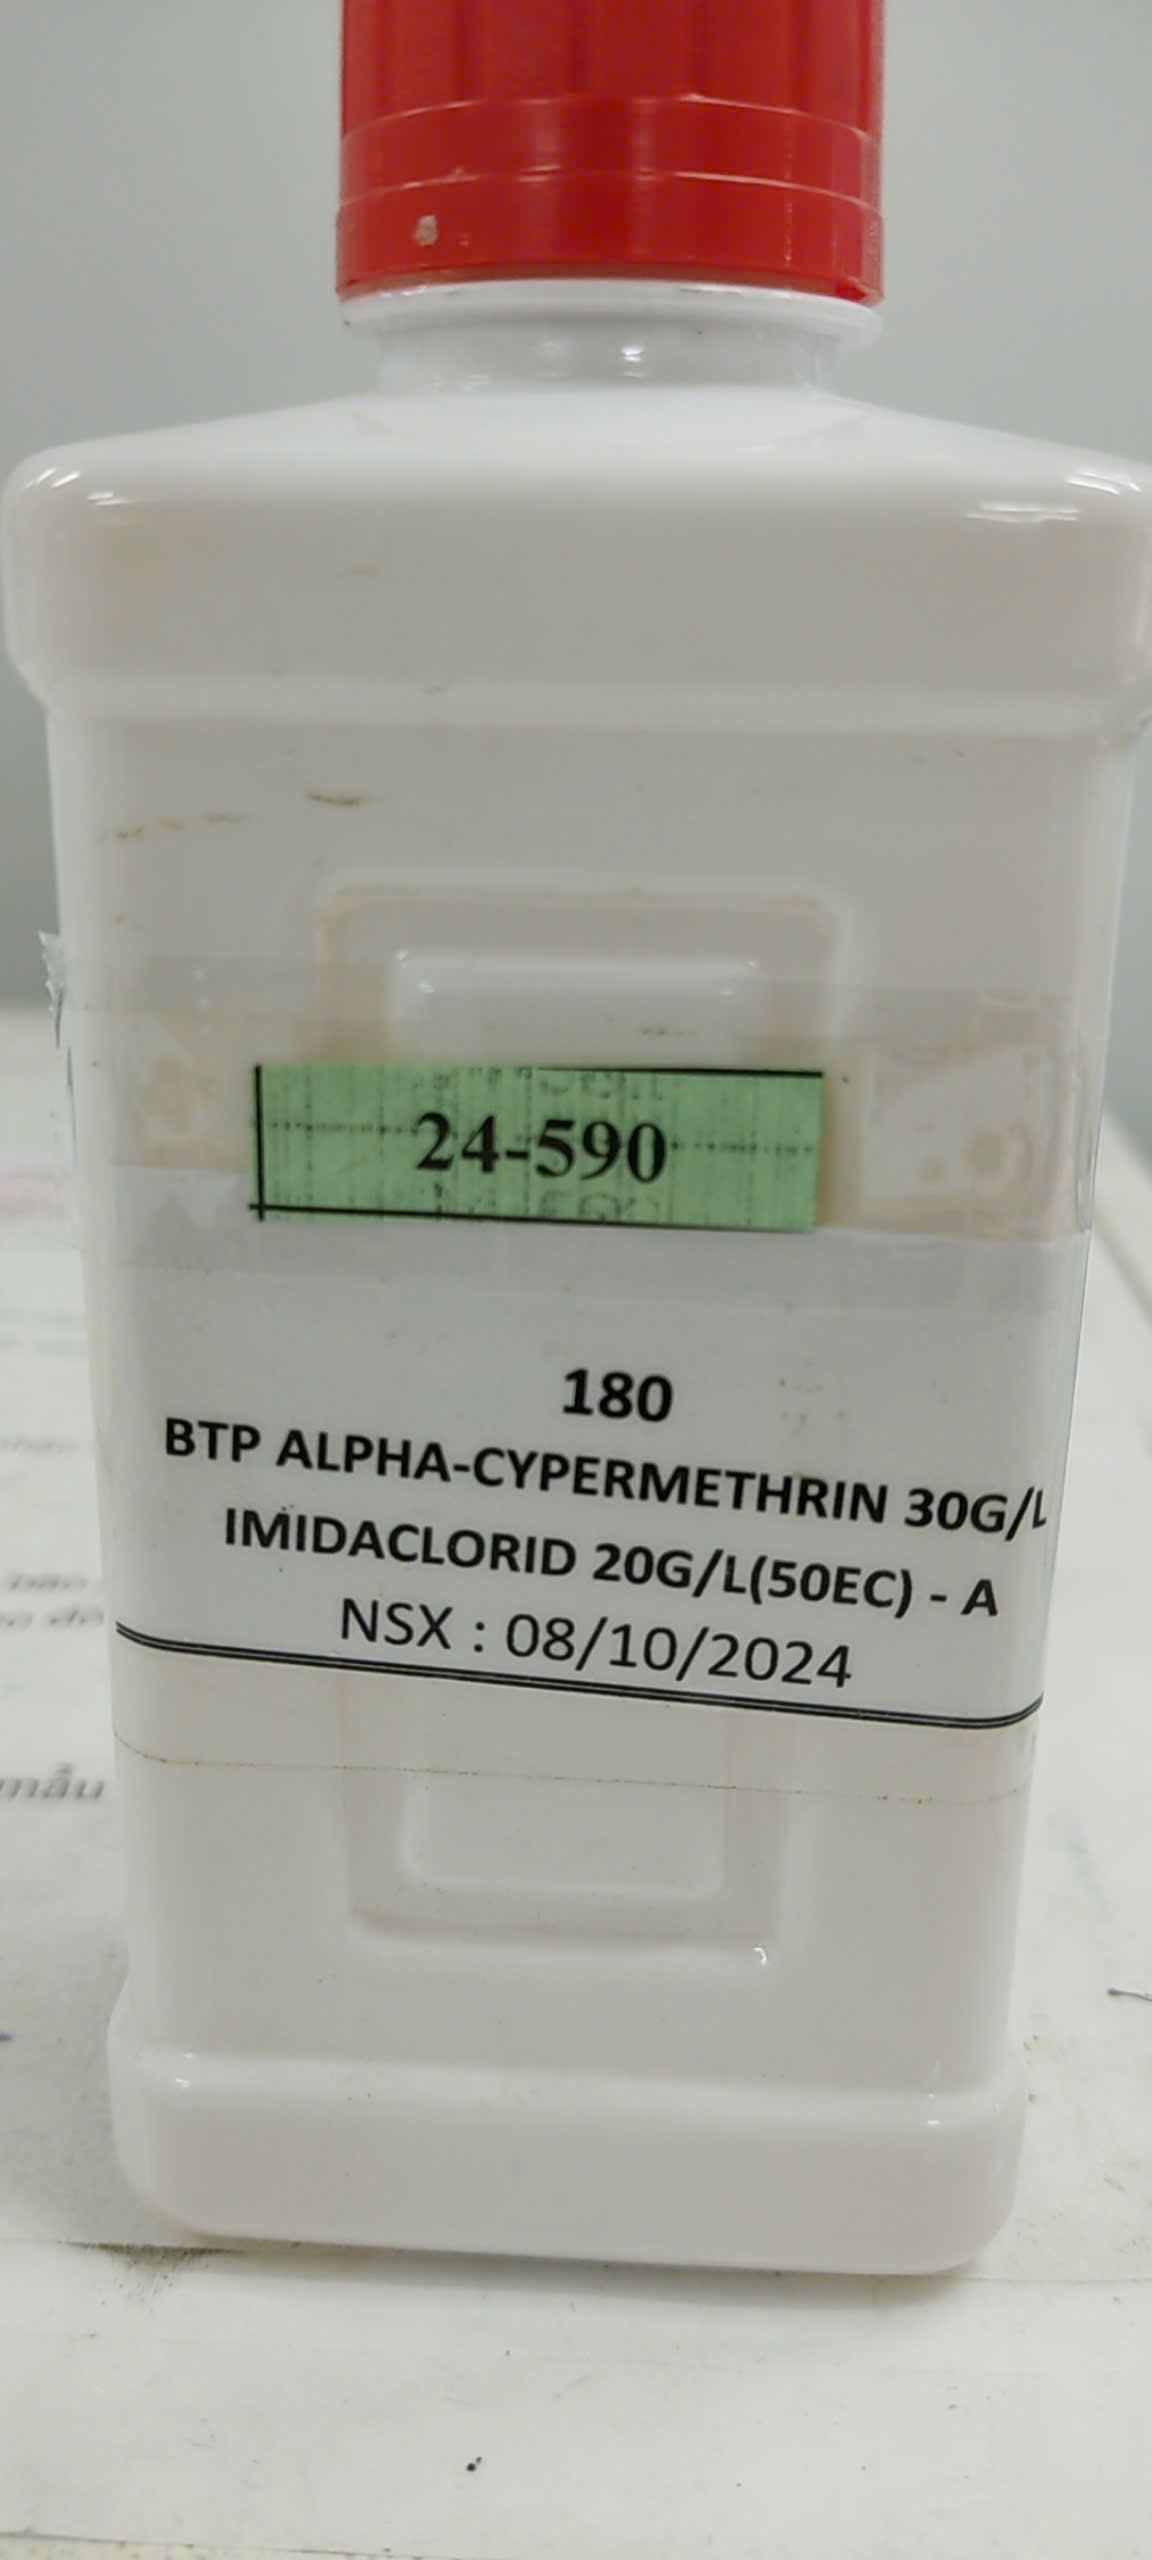 24-590
180
BTP ALPHA-CYPERMETHRIN 30G/L
IMIDACLORID 20G/L(50EC) - A
NSX : 08/10/2024